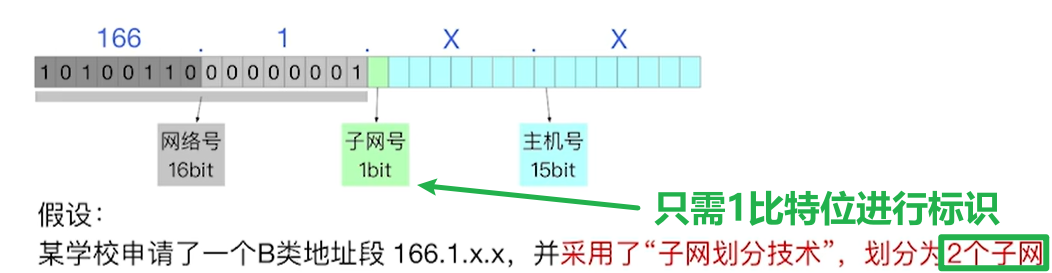 166 . 1 . X . X
1 0 1 0 0 1 1 0 0 0 0 0 0 0 0 1
网络号 子网号 主机号
16bit 1bit 15bit
只需1比特位进行标识
假设：
某学校申请了一个B类地址段 166.1.x.x，并采用了“子网划分技术”，划分为2个子网